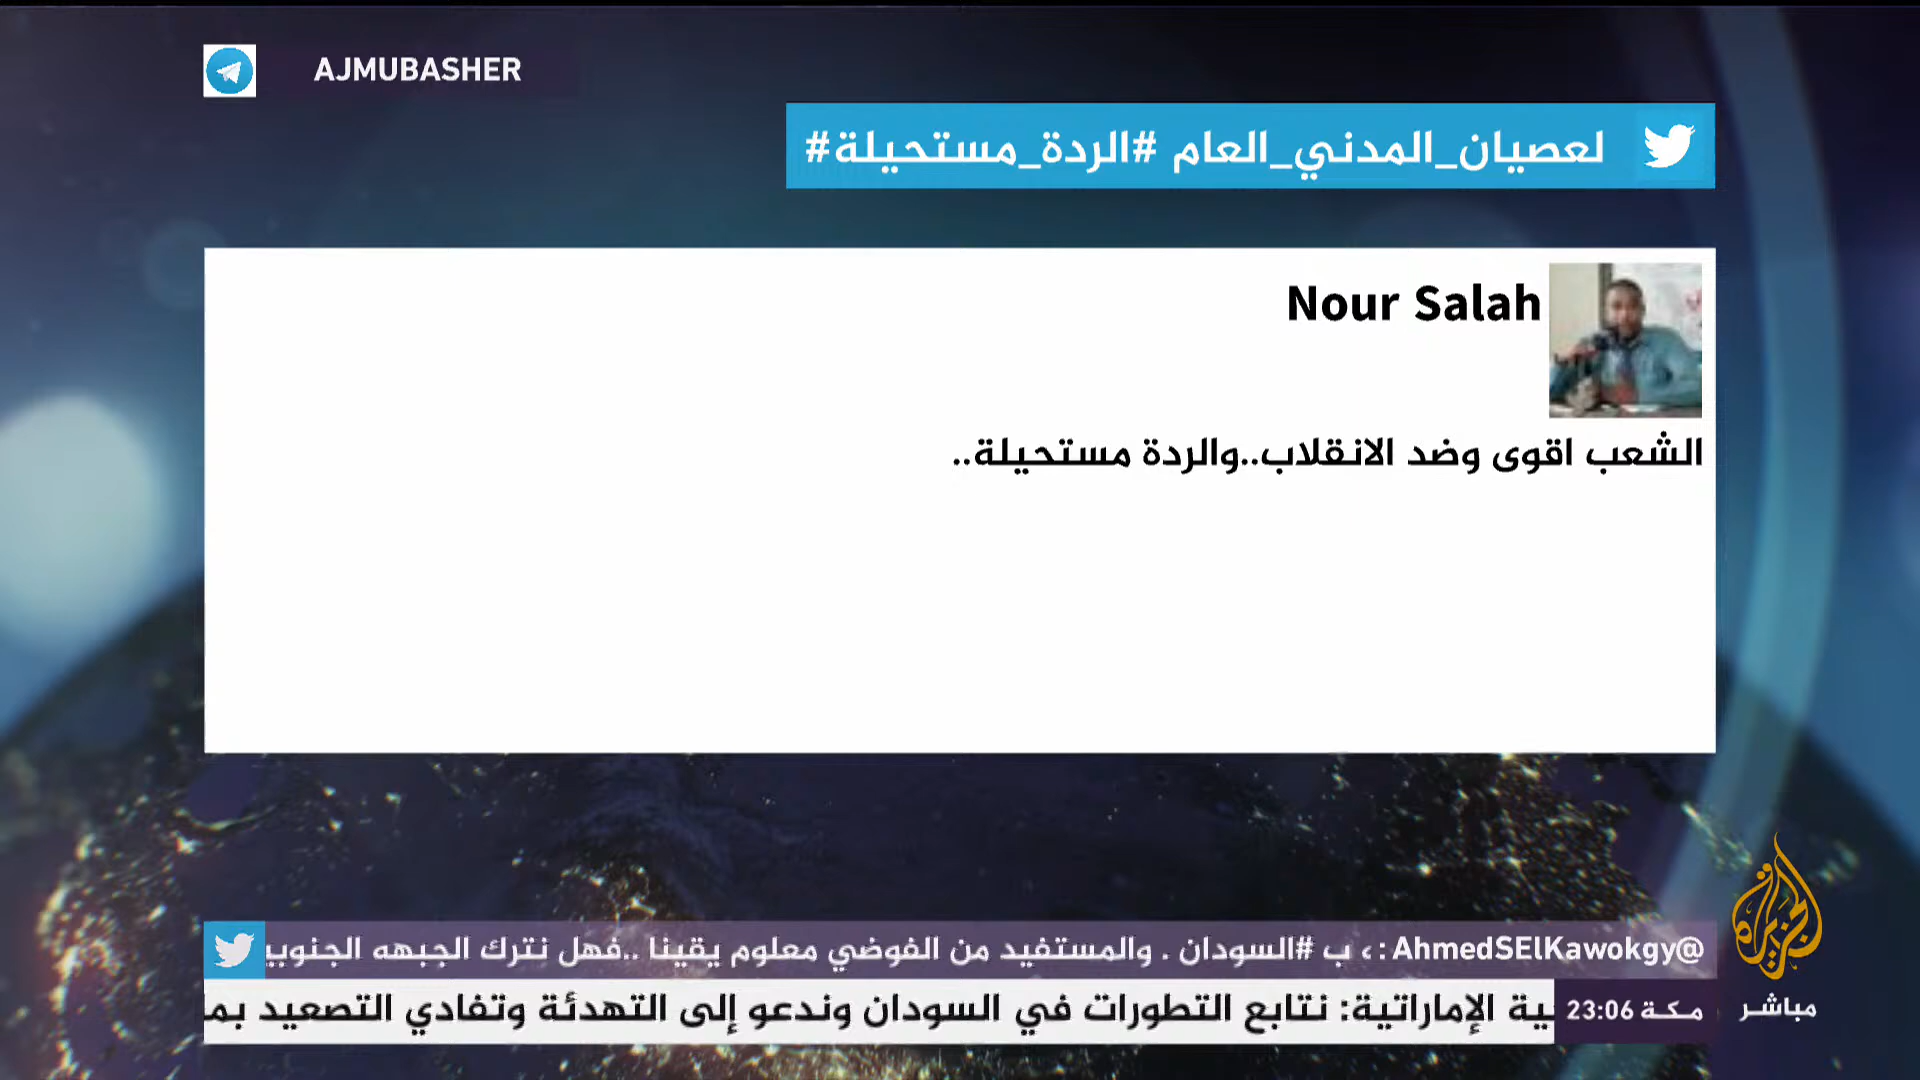 AJMUBASHER
لعصيان_المدني_العام #الردة_مستحيلة#
Nour Salah
الشعب اقوى وضد الانقلاب..والردة مستحيلة..
@AhmedSElKawokgy : ب #السودان . والمستفيد من الفوضي معلوم يقينا ..فهل نترك الجبهه الجنوبي
ية الإماراتية: نتابع التطورات في السودان وندعو إلى التهدئة وتفادي التصعيد بم
مكة 23:06
الجزيرة
مباشر